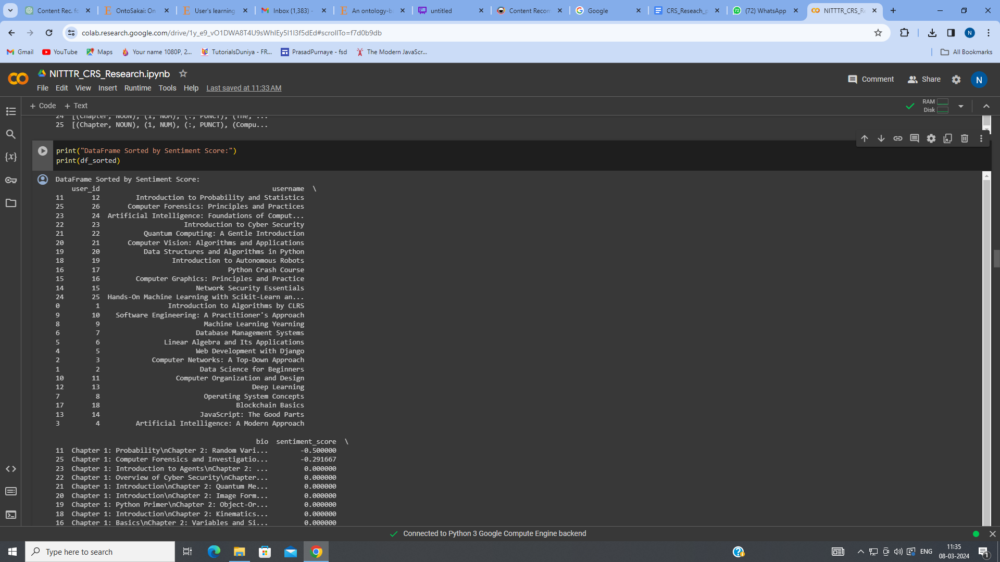 Content Rec. fo
OntoSakai: On
User's learning
Inbox (1,383) -
An ontology-b
untitled
Content Recom
Google
CRS_Reseach_p
(72) WhatsApp
NITTTR_CRS_Re
colab.research.google.com/drive/1y_e9_vO1DWA8T4U9sWhlEy5I1I3f5dEd#scrollTo=f7d0b9db
N
Gmail
YouTube
Maps
Your name 1080P, 2...
TutorialsDuniya - FR...
PrasadPurnaye - fsd
The Modern JavaScr...
All Bookmarks
NITTTR_CRS_Research.ipynb
Comment
Share
N
File Edit View Insert Runtime Tools Help Last saved at 11:33 AM
+ Code + Text
RAM
Disk
24 [(Chapter, NOUN), (1, NUM), (:, PUNCT), (The, ...
25 [(Chapter, NOUN), (1, NUM), (:, PUNCT), (Compu...
print("DataFrame Sorted by Sentiment Score:")
print(df_sorted)
DataFrame Sorted by Sentiment Score:
user_id username \
11 12 Introduction to Probability and Statistics
25 26 Computer Forensics: Principles and Practices
23 24 Artificial Intelligence: Foundations of Comput...
22 23 Introduction to Cyber Security
21 22 Quantum Computing: A Gentle Introduction
20 21 Computer Vision: Algorithms and Applications
19 20 Data Structures and Algorithms in Python
18 19 Introduction to Autonomous Robots
16 17 Python Crash Course
15 16 Computer Graphics: Principles and Practice
14 15 Network Security Essentials
24 25 Hands-On Machine Learning with Scikit-Learn an...
0 1 Introduction to Algorithms by CLRS
9 10 Software Engineering: A Practitioner's Approach
8 9 Machine Learning Yearning
6 7 Database Management Systems
5 6 Linear Algebra and Its Applications
4 5 Web Development with Django
2 3 Computer Networks: A Top-Down Approach
1 2 Data Science for Beginners
10 11 Computer Organization and Design
12 13 Deep Learning
7 8 Operating System Concepts
17 18 Blockchain Basics
13 14 JavaScript: The Good Parts
3 4 Artificial Intelligence: A Modern Approach
bio sentiment_score \
11 Chapter 1: Probability\nChapter 2: Random Vari... -0.500000
25 Chapter 1: Computer Forensics and Investigatio... -0.291667
23 Chapter 1: Introduction to Agents\nChapter 2: ... 0.000000
22 Chapter 1: Overview of Cyber Security\nChapter... 0.000000
21 Chapter 1: Introduction\nChapter 2: Quantum Me... 0.000000
20 Chapter 1: Introduction\nChapter 2: Image Form... 0.000000
19 Chapter 1: Python Primer\nChapter 2: Object-Or... 0.000000
18 Chapter 1: Introduction\nChapter 2: Kinematics... 0.000000
16 Chapter 1: Basics\nChapter 2: Variables and Si... 0.000000
Connected to Python 3 Google Compute Engine backend
Type here to search
ENG
11:35
08-03-2024
1